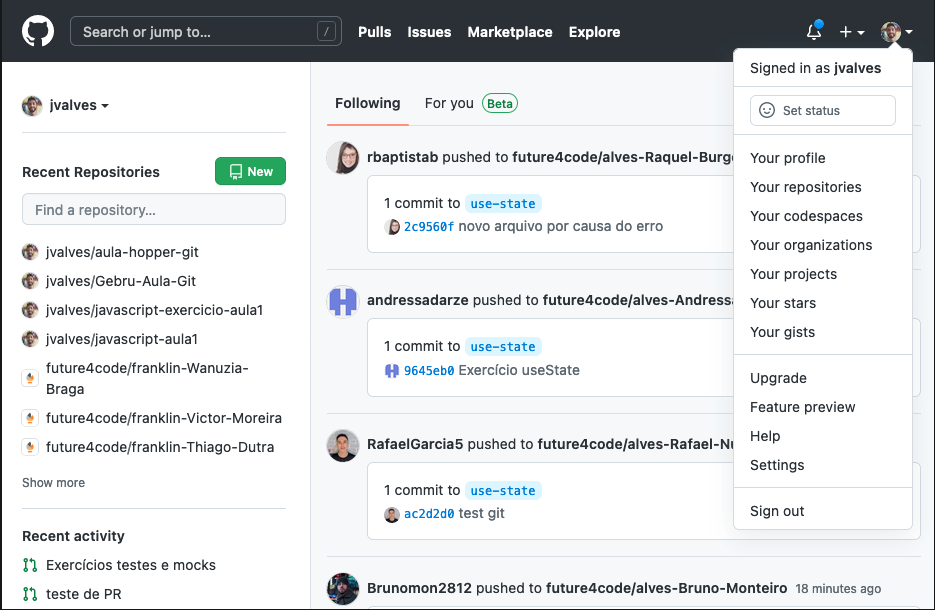 Search or jump to...
/
Pulls
Issues
Marketplace
Explore
jvalves
Recent Repositories
New
Find a repository...
jvalves/aula-hopper-git
jvalves/Gebru-Aula-Git
jvalves/javascript-exercicio-aula1
jvalves/javascript-aula1
future4code/franklin-Wanuzia-
Braga
future4code/franklin-Victor-Moreira
future4code/franklin-Thiago-Dutra
Show more
Recent activity
Exercícios testes e mocks
teste de PR
Following
For you
Beta
rbaptistab pushed to future4code/alves-Raquel-Burge
1 commit to use-state
2c9560f novo arquivo por causa do erro
andressadarze pushed to future4code/alves-Andressa
1 commit to use-state
9645eb0 Exercício useState
RafaelGarcia5 pushed to future4code/alves-Rafael-Nu
1 commit to use-state
ac2d2d0 test git
Brunomon2812 pushed to future4code/alves-Bruno-Monteiro 18 minutes ago
Signed in as jvalves
Set status
Your profile
Your repositories
Your codespaces
Your organizations
Your projects
Your stars
Your gists
Upgrade
Feature preview
Help
Settings
Sign out